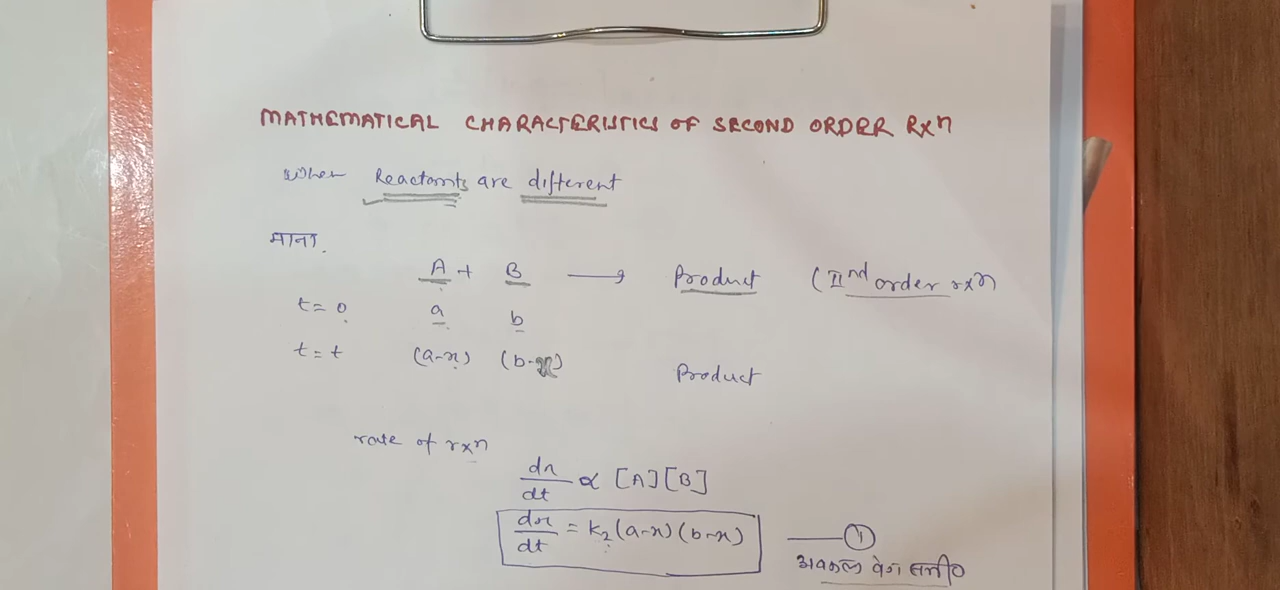 MATHEMATICAL CHARACTERISTICS OF SECOND ORDER Rxn
When Reactants are different
माना.
A + B ⟶ Product (IInd order rxn
t = 0 a b
t = t (a-x) (b-x) Product
rate of rxn
dx/dt ∝ [A][B]
dx/dt = k₂(a-x)(b-x) ①
अवकल वेग समी०